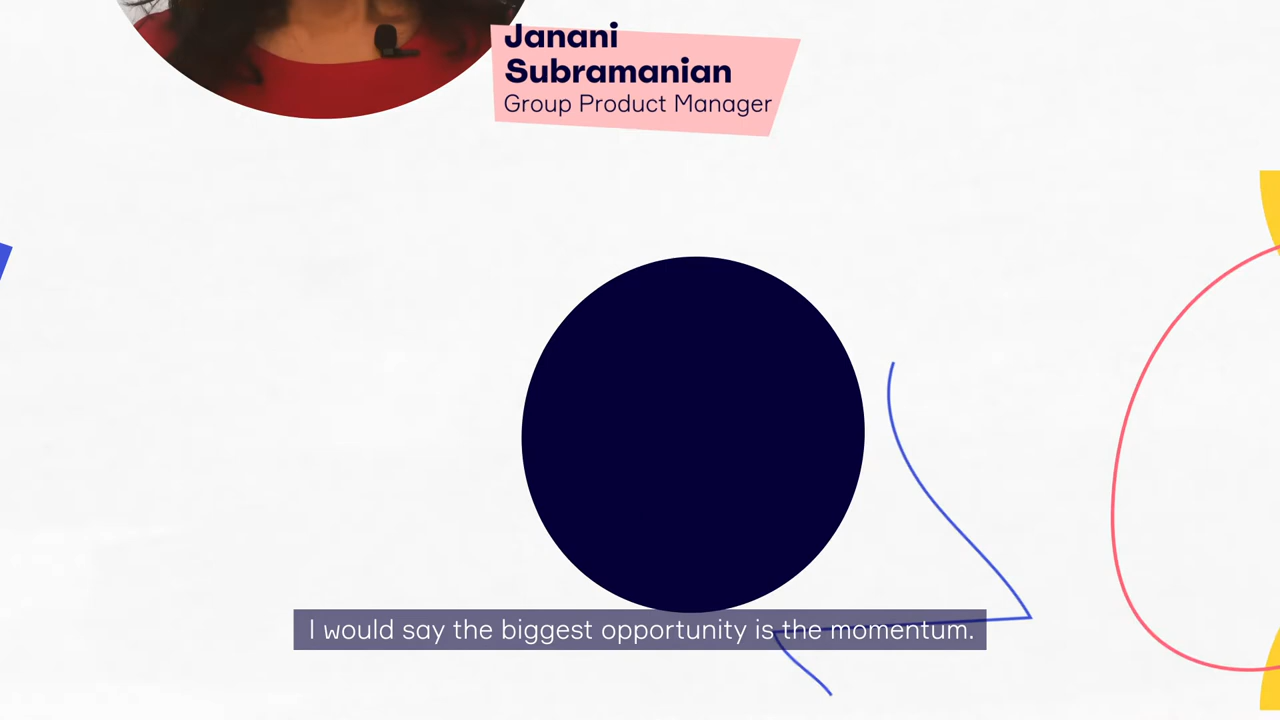 Janani
Subramanian
Group Product Manager
I would say the biggest opportunity is the momentum.